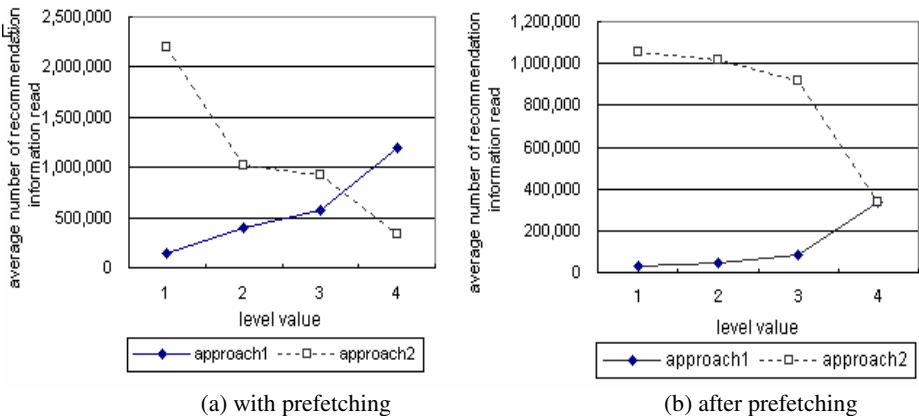 average number of recommendation
information read
2,500,000
2,000,000
1,500,000
1,000,000
500,000
0
1 2 3 4
level value
approach1 approach2
(a) with prefetching
average number of recommendation
information read
1,200,000
1,000,000
800,000
600,000
400,000
200,000
0
1 2 3 4
level value
approach1 approach2
(b) after prefetching